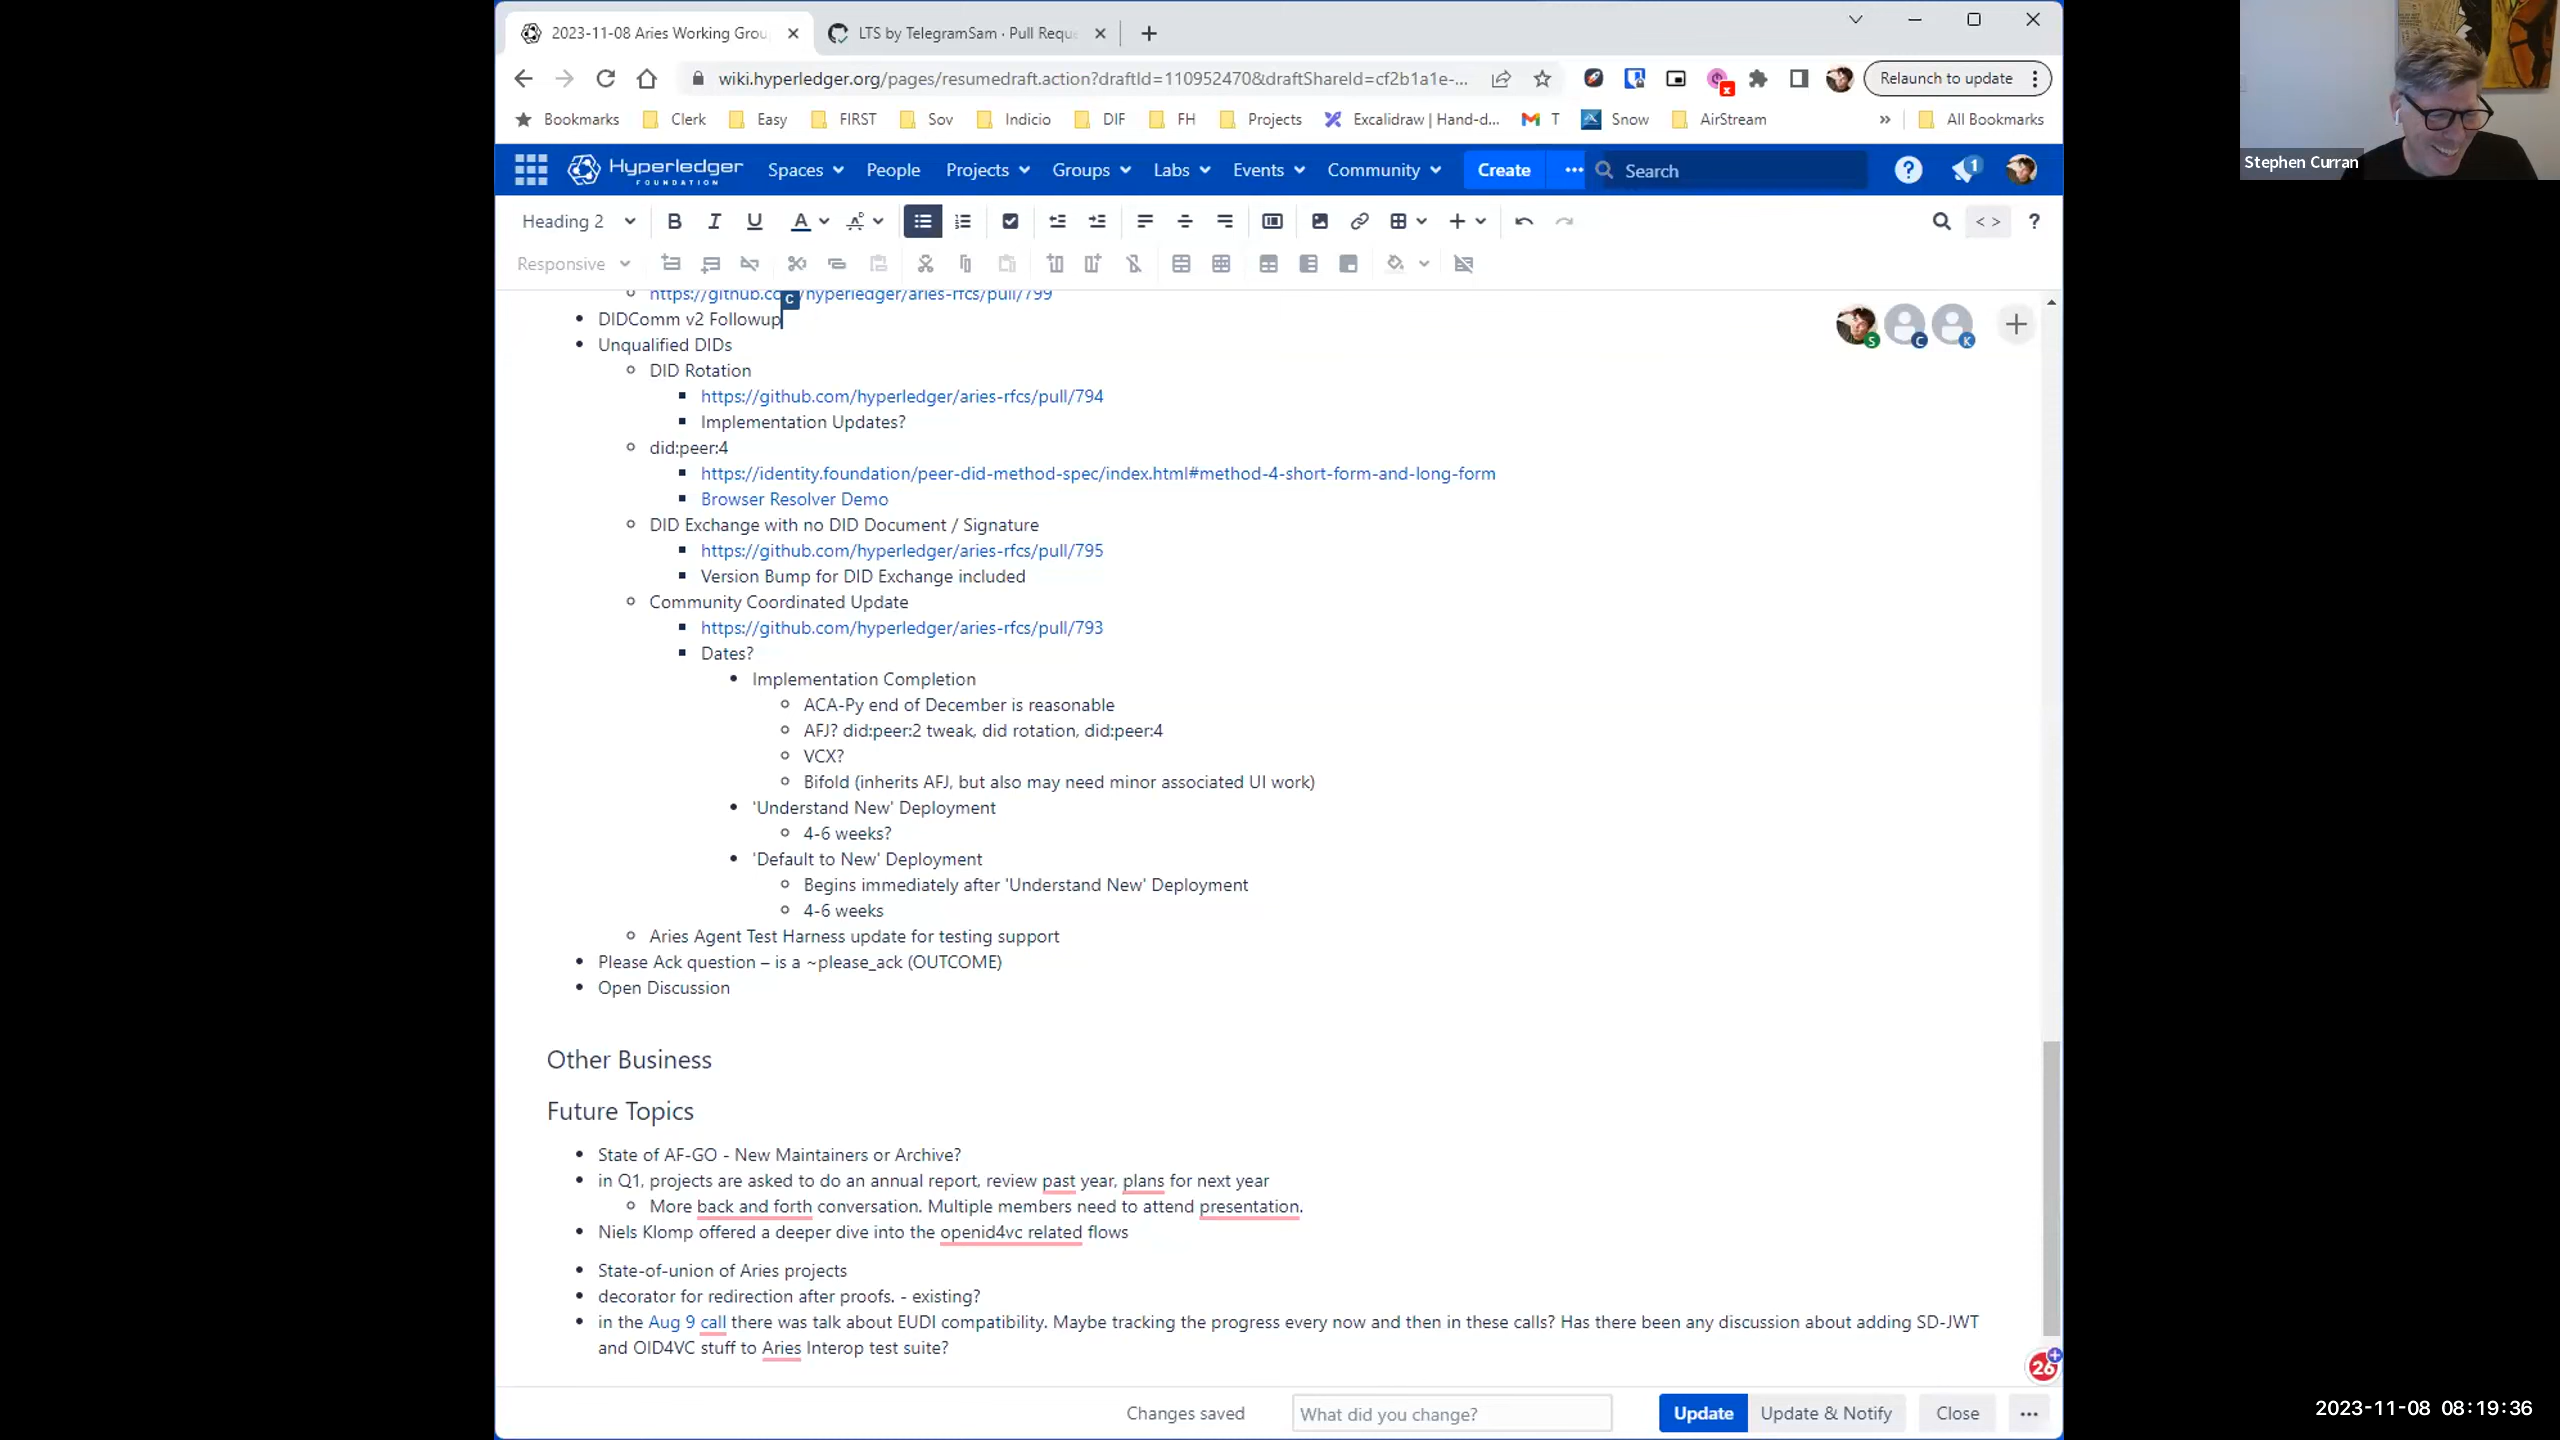 2023-11-08 Aries Working Grou
LTS by TelegramSam · Pull Requ
wiki.hyperledger.org/pages/resumedraft.action?draftId=110952470&draftShareId=cf2b1a1e-...
Relaunch to update
Bookmarks Clerk Easy FIRST Sov Indicio DIF FH Projects Excalidraw | Hand-d... T Snow AirStream » All Bookmarks
HYPERLEDGER FOUNDATION Spaces People Projects Groups Labs Events Community Create ··· Search 1
Heading 2 B I U A
Responsive
https://github.co /hyperledger/aries-rfcs/pull/799
C
DIDComm v2 Followup
S C K
Unqualified DIDs
DID Rotation
https://github.com/hyperledger/aries-rfcs/pull/794
Implementation Updates?
did:peer:4
https://identity.foundation/peer-did-method-spec/index.html#method-4-short-form-and-long-form
Browser Resolver Demo
DID Exchange with no DID Document / Signature
https://github.com/hyperledger/aries-rfcs/pull/795
Version Bump for DID Exchange included
Community Coordinated Update
https://github.com/hyperledger/aries-rfcs/pull/793
Dates?
Implementation Completion
ACA-Py end of December is reasonable
AFJ? did:peer:2 tweak, did rotation, did:peer:4
VCX?
Bifold (inherits AFJ, but also may need minor associated UI work)
'Understand New' Deployment
4-6 weeks?
'Default to New' Deployment
Begins immediately after 'Understand New' Deployment
4-6 weeks
Aries Agent Test Harness update for testing support
Please Ack question – is a ~please_ack (OUTCOME)
Open Discussion
Other Business
Future Topics
State of AF-GO - New Maintainers or Archive?
in Q1, projects are asked to do an annual report, review past year, plans for next year
More back and forth conversation. Multiple members need to attend presentation.
Niels Klomp offered a deeper dive into the openid4vc related flows
State-of-union of Aries projects
decorator for redirection after proofs. - existing?
in the Aug 9 call there was talk about EUDI compatibility. Maybe tracking the progress every now and then in these calls? Has there been any discussion about adding SD-JWT
and OID4VC stuff to Aries Interop test suite?
26
Changes saved What did you change? Update Update & Notify Close ···
Stephen Curran
2023-11-08 08:19:36